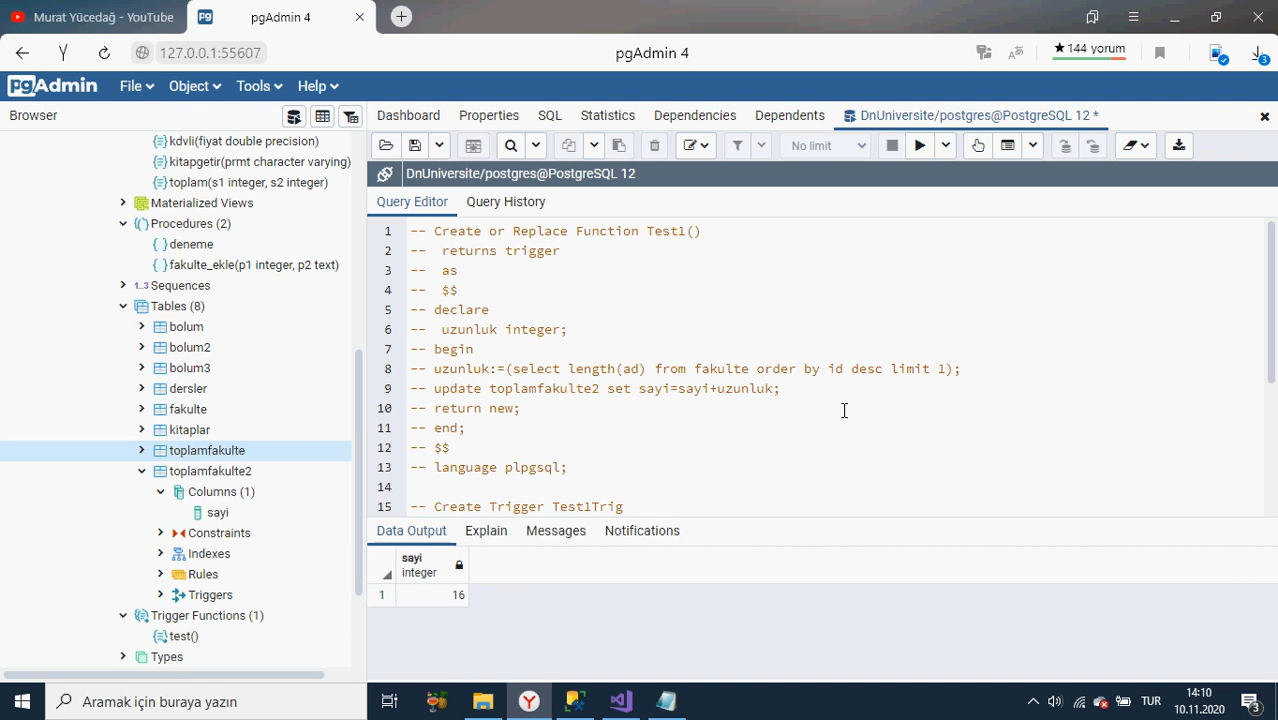 Murat Yücedağ - YouTube
pgAdmin 4
127.0.0.1:55607
pgAdmin 4
144 yorum
3
pgAdmin
File
Object
Tools
Help
Browser
Dashboard
Properties
SQL
Statistics
Dependencies
Dependents
DnUniversite/postgres@PostgreSQL 12 *
No limit
kdvli(fiyat double precision)
kitapgetir(prmt character varying)
toplam(s1 integer, s2 integer)
Materialized Views
Procedures (2)
deneme
fakulte_ekle(p1 integer, p2 text)
1..3 Sequences
Tables (8)
bolum
bolum2
bolum3
dersler
fakulte
kitaplar
toplamfakulte
toplamfakulte2
Columns (1)
sayi
Constraints
Indexes
Rules
Triggers
Trigger Functions (1)
test()
Types
DnUniversite/postgres@PostgreSQL 12
Query Editor
Query History
1 -- Create or Replace Function Test1()
2 -- returns trigger
3 -- as
4 -- $$
5 -- declare
6 -- uzunluk integer;
7 -- begin
8 -- uzunluk:=(select length(ad) from fakulte order by id desc limit 1);
9 -- update toplamfakulte2 set sayi=sayi+uzunluk;
10 -- return new;
11 -- end;
12 -- $$
13 -- language plpgsql;
14
15 -- Create Trigger Test1Trig
Data Output
Explain
Messages
Notifications
sayi
integer
1 16
Aramak için buraya yazın
TUR
14:10
10.11.2020
3